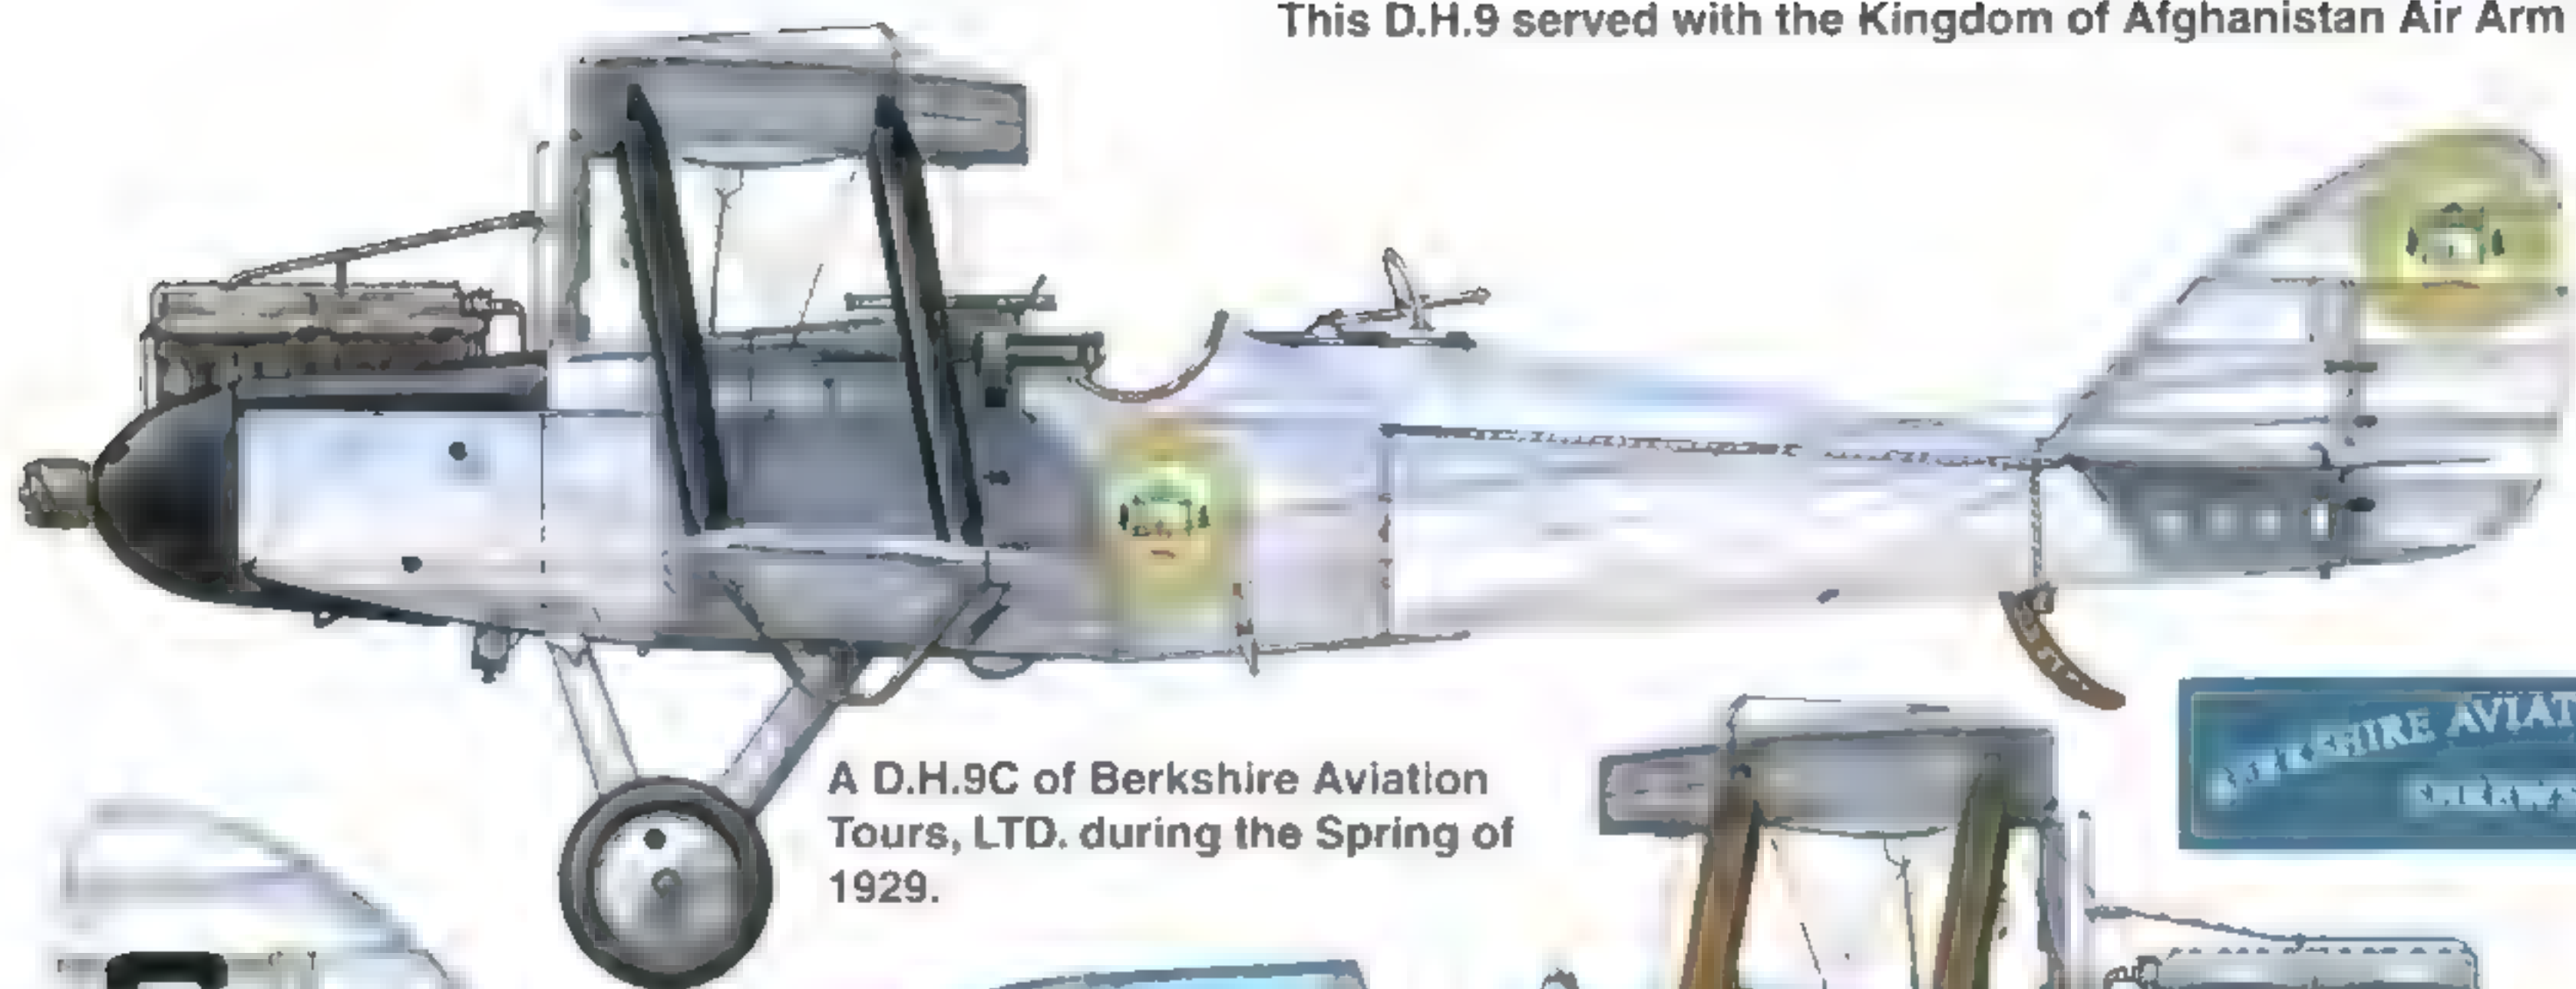 This D.H.9 served with the Kingdom of Afghanistan Air Arm
A D.H.9C of Berkshire Aviation
Tours, LTD. during the Spring of
1929.